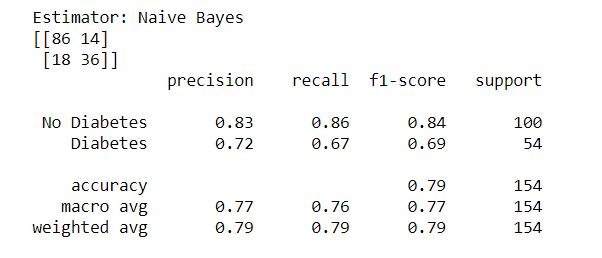 Estimator: Naive Bayes
[[86 14]
 [18 36]]
precision recall f1-score support
No Diabetes 0.83 0.86 0.84 100
Diabetes 0.72 0.67 0.69 54
accuracy 0.79 154
macro avg 0.77 0.76 0.77 154
weighted avg 0.79 0.79 0.79 154